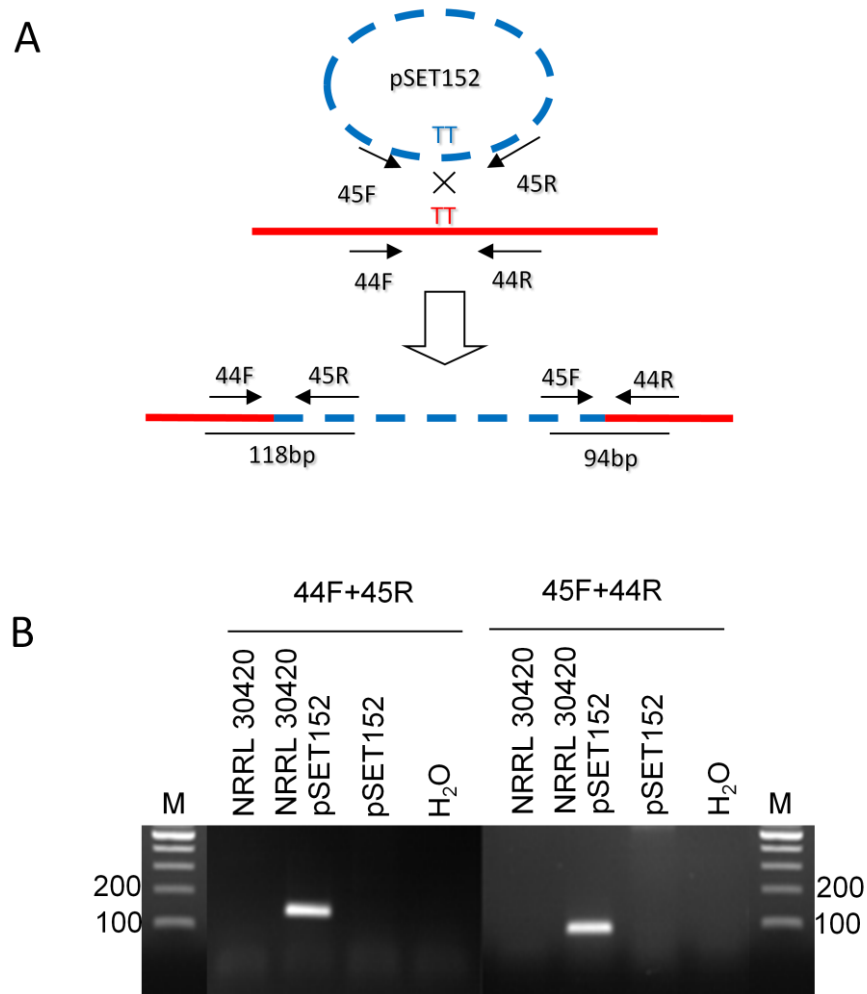 A
pSET152
TT
45F
45R
TT
44F
44R
44F
45R
45F
44R
118bp
94bp
B
44F+45R
45F+44R
M
NRRL 30420
NRRL 30420
pSET152
pSET152
H₂O
NRRL 30420
NRRL 30420
pSET152
pSET152
H₂O
M
200
100
200
100